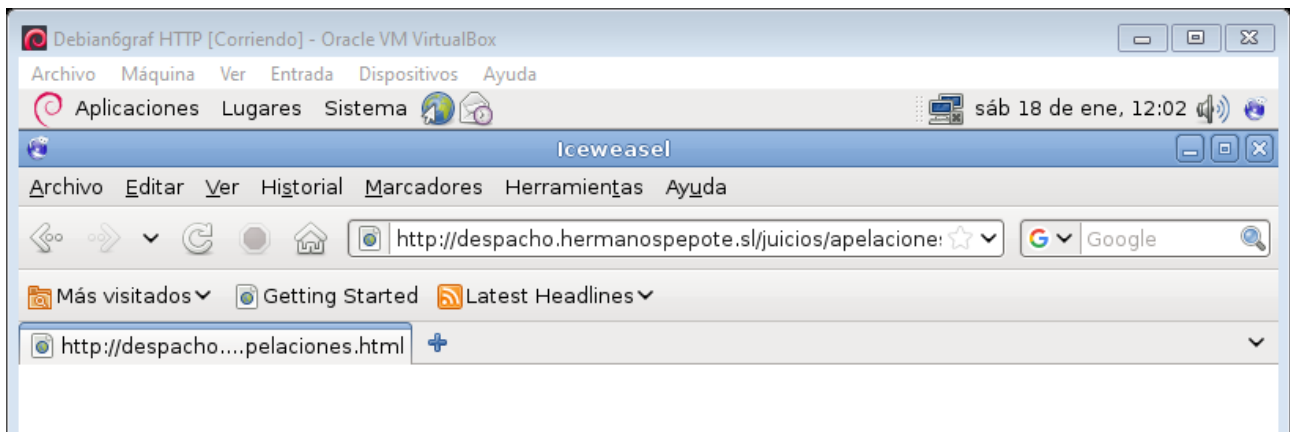 Debian6graf HTTP [Corriendo] - Oracle VM VirtualBox
Archivo Máquina Ver Entrada Dispositivos Ayuda
Aplicaciones Lugares Sistema sáb 18 de ene, 12:02
Iceweasel
Archivo Editar Ver Historial Marcadores Herramientas Ayuda
http://despacho.hermanospepote.sl/juicios/apelacione G Google
Más visitados Getting Started Latest Headlines
http://despacho....pelaciones.html